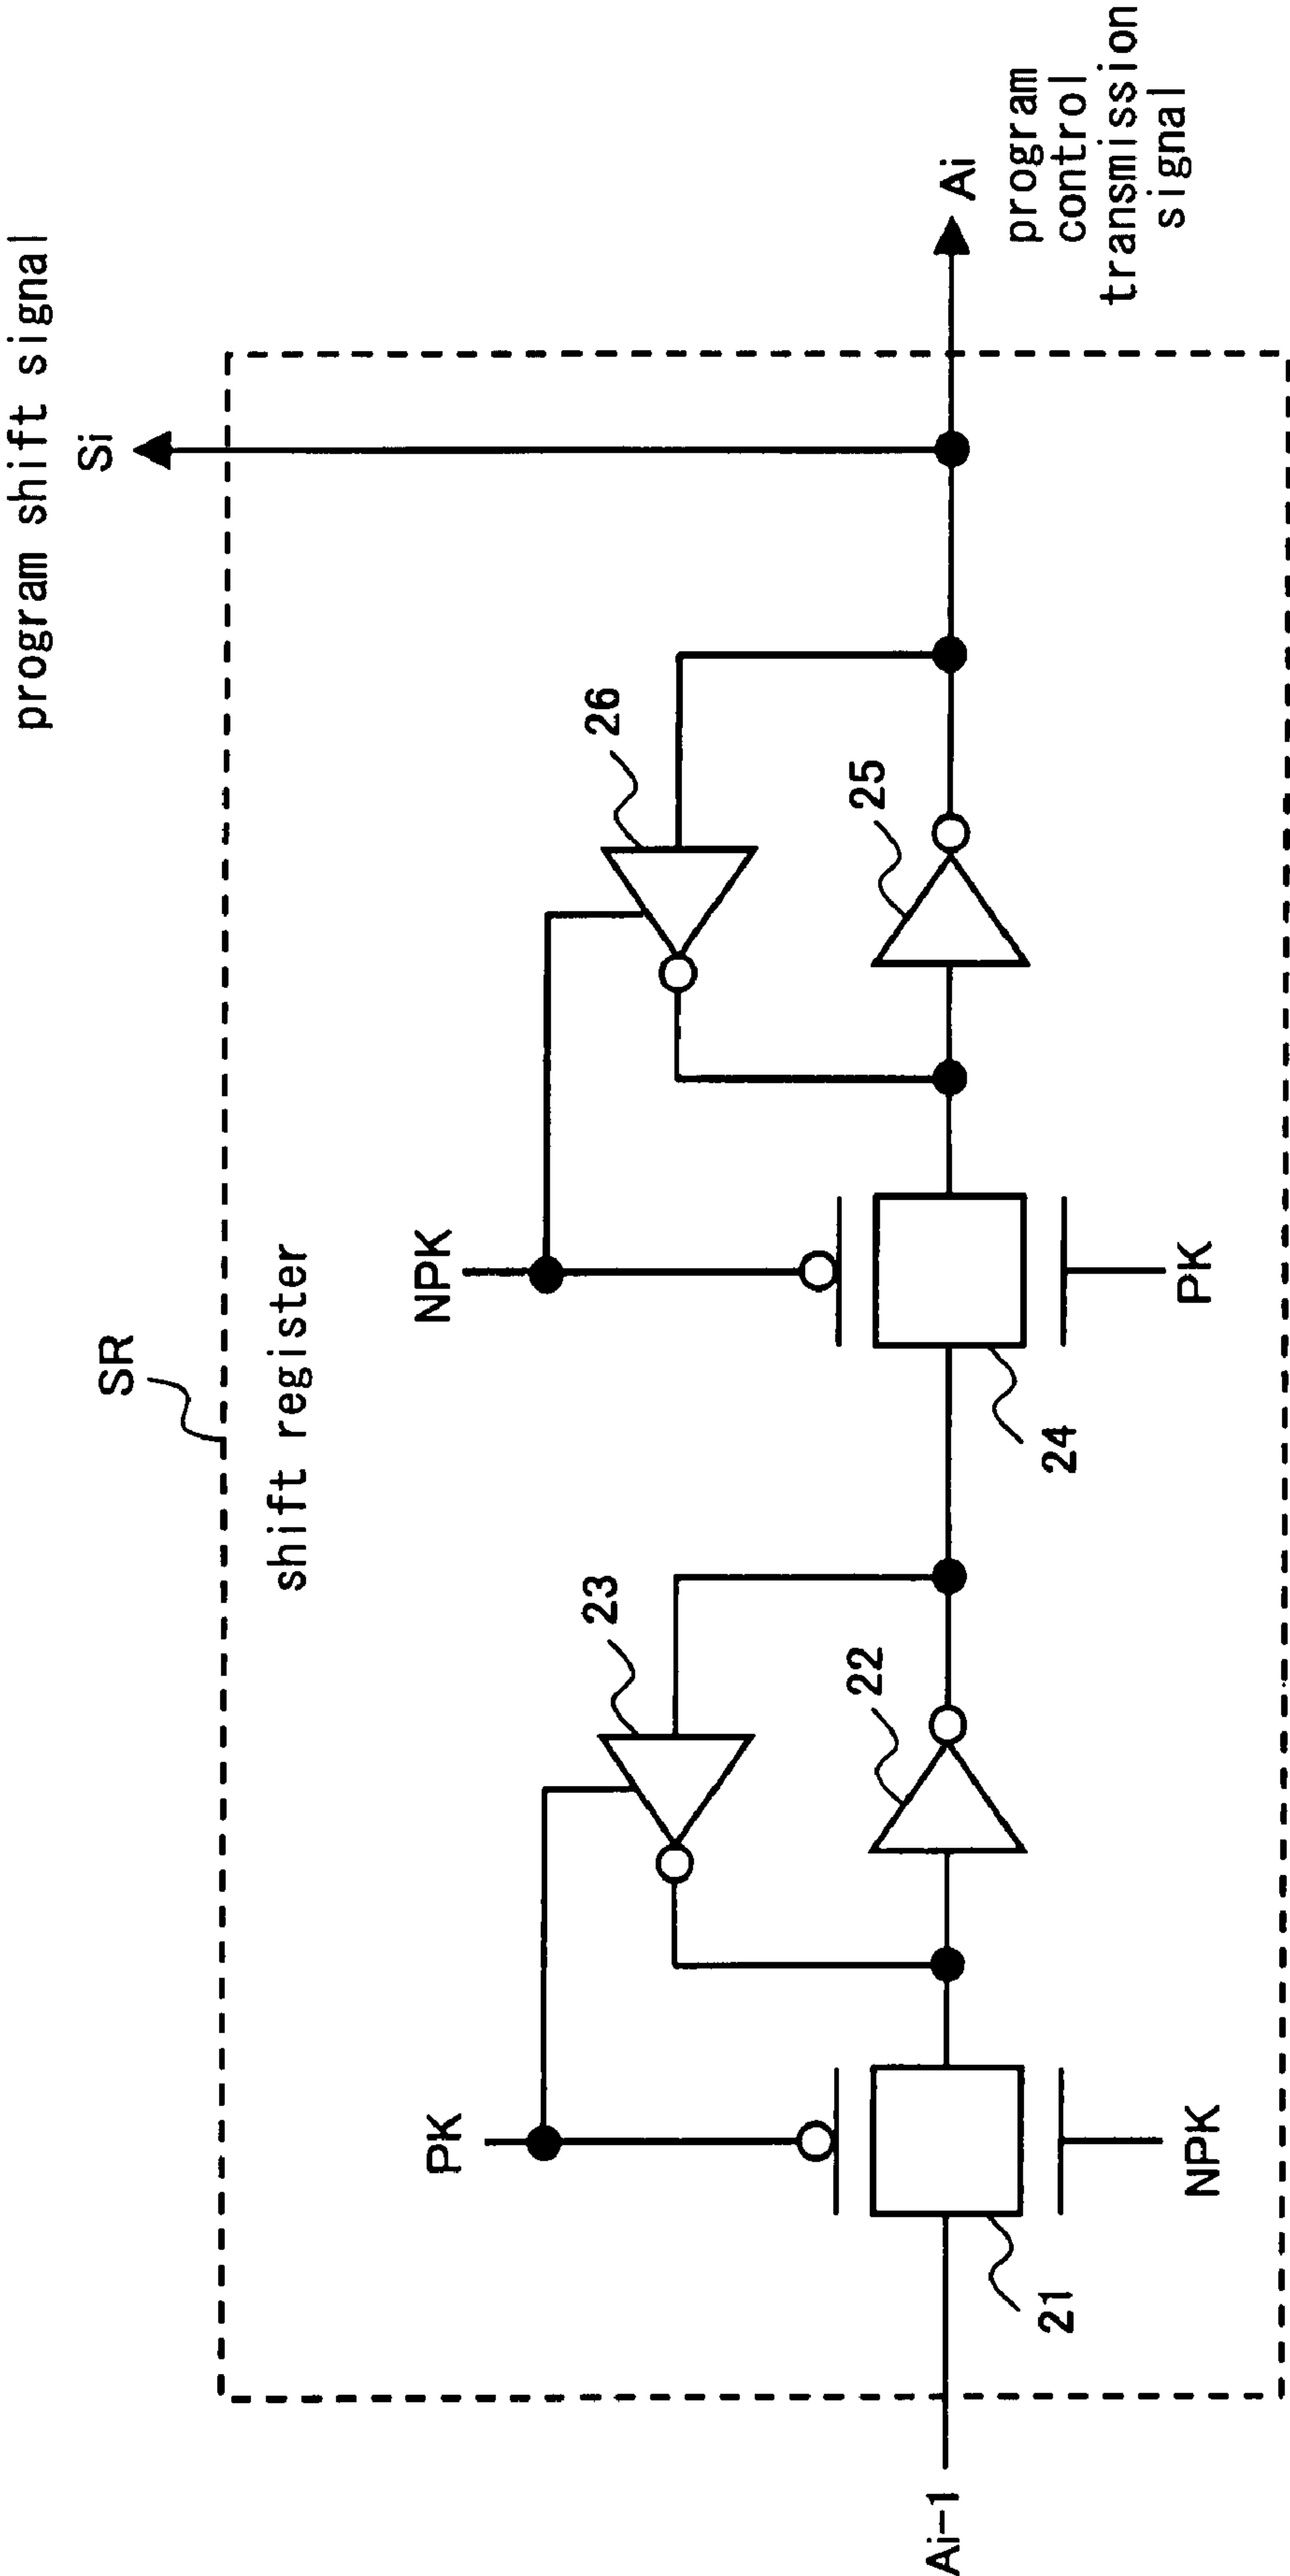 program shift signal
Si
SR
shift register
PK
NPK
23
26
22
25
Ai-1
21
NPK
24
PK
Ai
program
control
transmission
signal